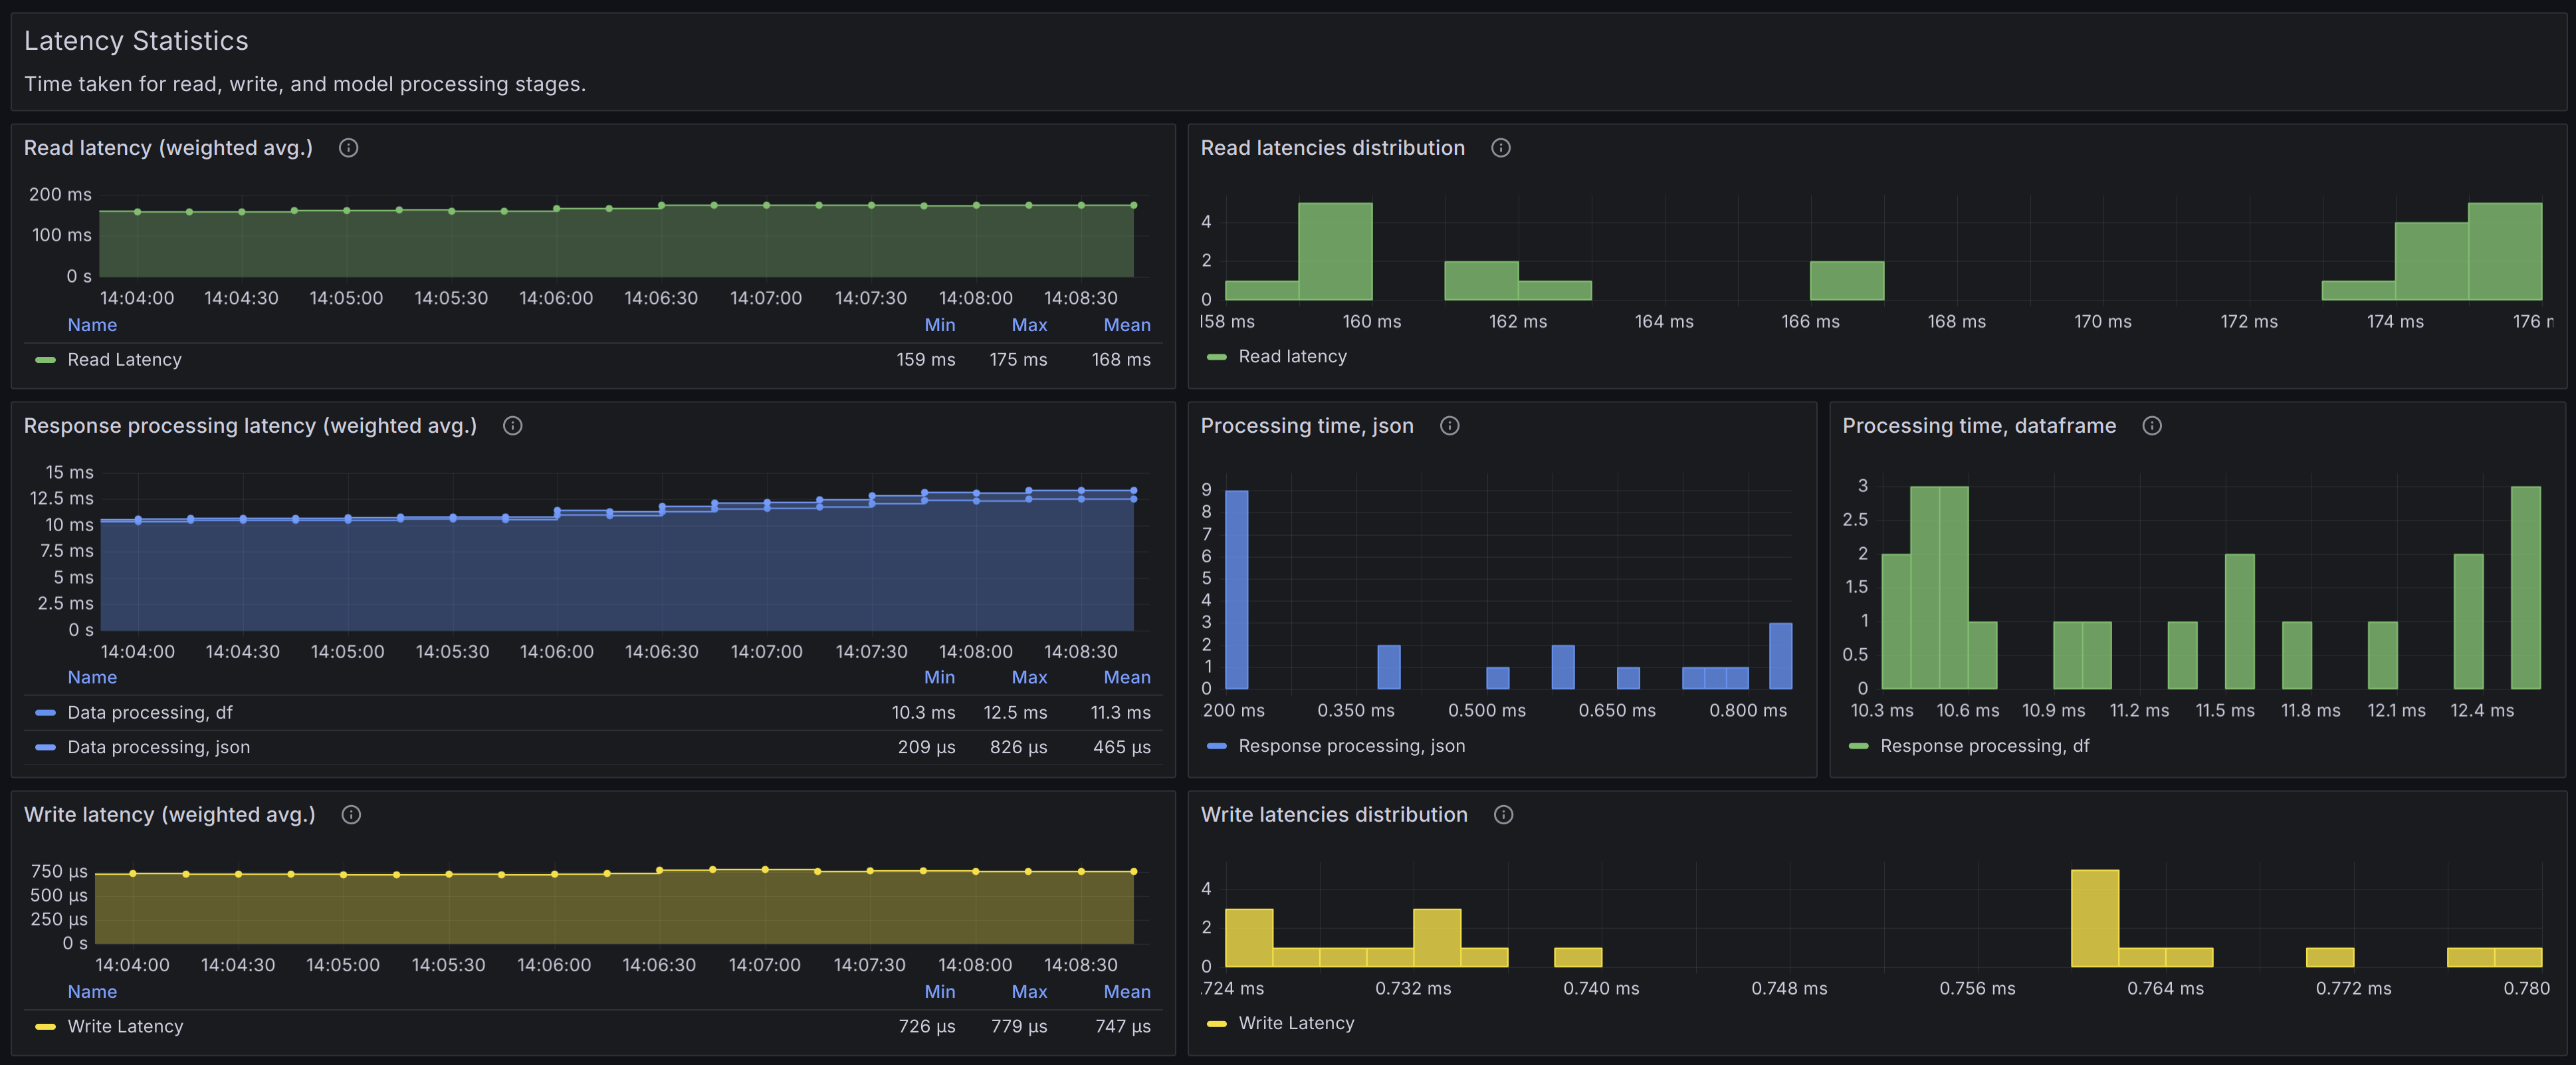 Latency Statistics
Time taken for read, write, and model processing stages.
Read latency (weighted avg.)
200 ms
100 ms
0 s
14:04:00 14:04:30 14:05:00 14:05:30 14:06:00 14:06:30 14:07:00 14:07:30 14:08:00 14:08:30
Name Min Max Mean
Read Latency 159 ms 175 ms 168 ms
Read latencies distribution
4
2
0
158 ms 160 ms 162 ms 164 ms 166 ms 168 ms 170 ms 172 ms 174 ms 176 m
Read latency
Response processing latency (weighted avg.)
15 ms
12.5 ms
10 ms
7.5 ms
5 ms
2.5 ms
0 s
14:04:00 14:04:30 14:05:00 14:05:30 14:06:00 14:06:30 14:07:00 14:07:30 14:08:00 14:08:30
Name Min Max Mean
Data processing, df 10.3 ms 12.5 ms 11.3 ms
Data processing, json 209 µs 826 µs 465 µs
Processing time, json
9
8
7
6
5
4
3
2
1
0
.200 ms 0.350 ms 0.500 ms 0.650 ms 0.800 ms
Response processing, json
Processing time, dataframe
3
2.5
2
1.5
1
0.5
0
10.3 ms 10.6 ms 10.9 ms 11.2 ms 11.5 ms 11.8 ms 12.1 ms 12.4 ms
Response processing, df
Write latency (weighted avg.)
750 µs
500 µs
250 µs
0 s
14:04:00 14:04:30 14:05:00 14:05:30 14:06:00 14:06:30 14:07:00 14:07:30 14:08:00 14:08:30
Name Min Max Mean
Write Latency 726 µs 779 µs 747 µs
Write latencies distribution
4
2
0
.724 ms 0.732 ms 0.740 ms 0.748 ms 0.756 ms 0.764 ms 0.772 ms 0.780
Write Latency